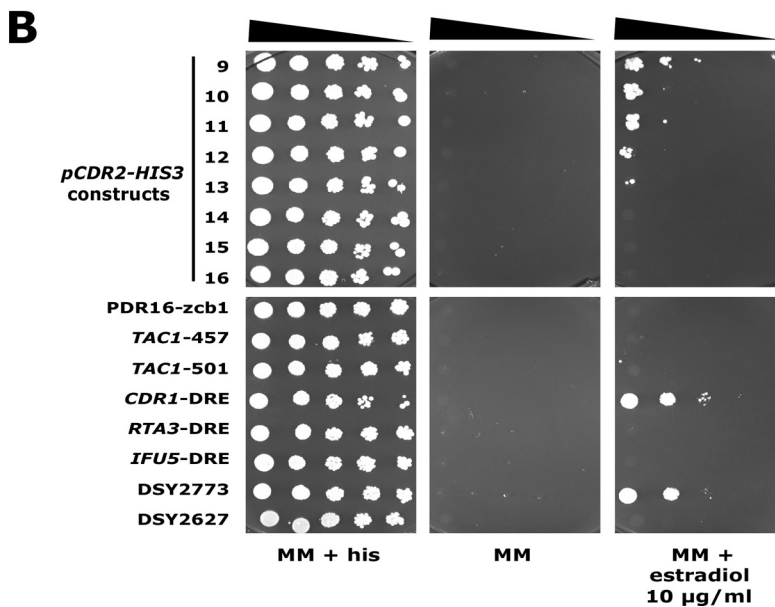 B
9
10
11
12
13
14
15
16
pCDR2-HIS3
constructs
PDR16-zcb1
TAC1-457
TAC1-501
CDR1-DRE
RTA3-DRE
IFU5-DRE
DSY2773
DSY2627
MM + his
MM
MM +
estradiol
10 µg/ml